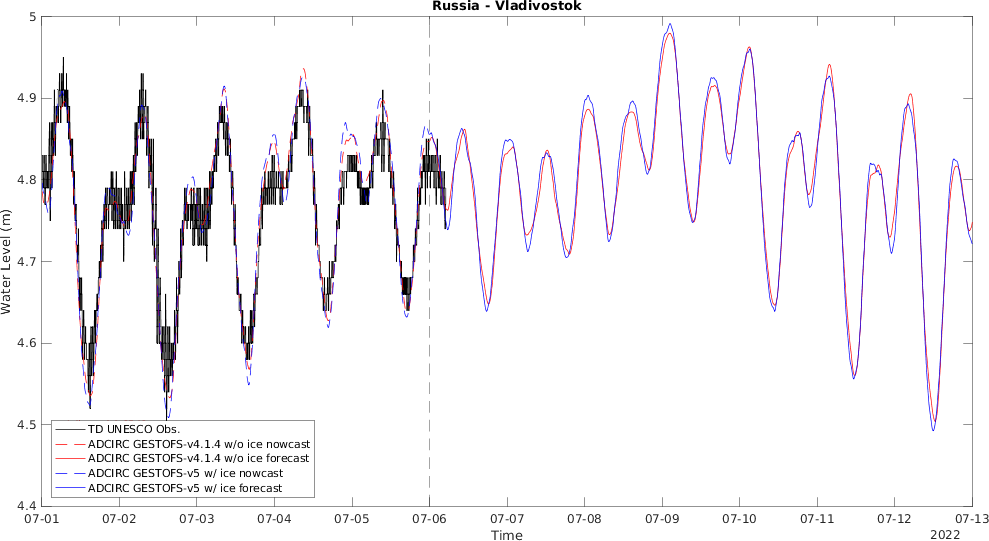 Russia - Vladivostok
5
4.9
4.8
4.7
4.6
4.5
4.4
Water Level (m)
TD UNESCO Obs.
ADCIRC GESTOFS-v4.1.4 w/o ice nowcast
ADCIRC GESTOFS-v4.1.4 w/o ice forecast
ADCIRC GESTOFS-v5 w/ ice nowcast
ADCIRC GESTOFS-v5 w/ ice forecast
07-01 07-02 07-03 07-04 07-05 07-06 07-07 07-08 07-09 07-10 07-11 07-12 07-13
Time
2022